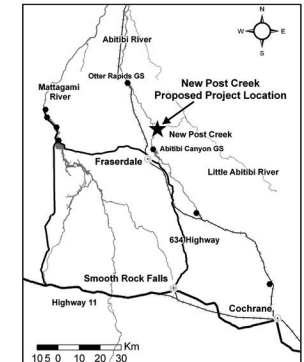 N
W E
S
Abitibi River
Otter Rapids GS
Mattagami
River
New Post Creek
Proposed Project Location
New Post Creek
Abitibi Canyon GS
Fraserdale
Little Abitibi River
634 Highway
Smooth Rock Falls
Highway 11
Cochrane
Km
10 5 0 10 20 30